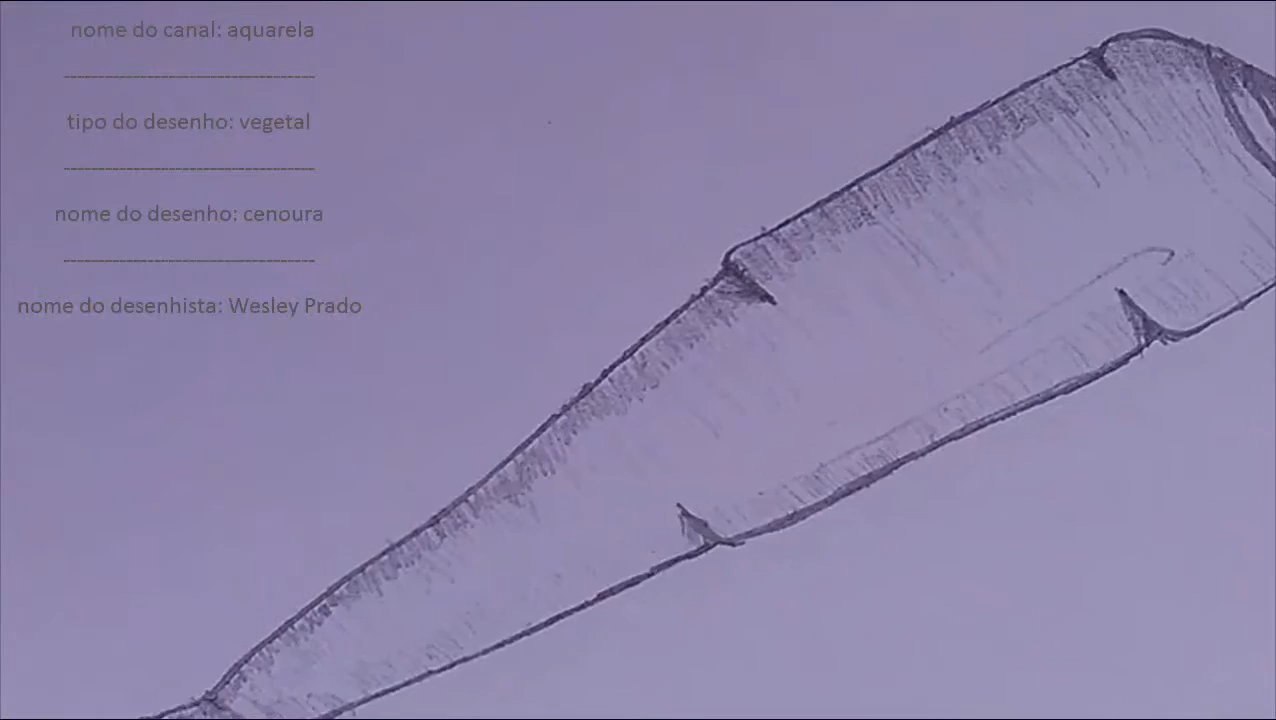 nome do canal: aquarela
--------------------------------------
tipo do desenho: vegetal
--------------------------------------
nome do desenho: cenoura
--------------------------------------
nome do desenhista: Wesley Prado